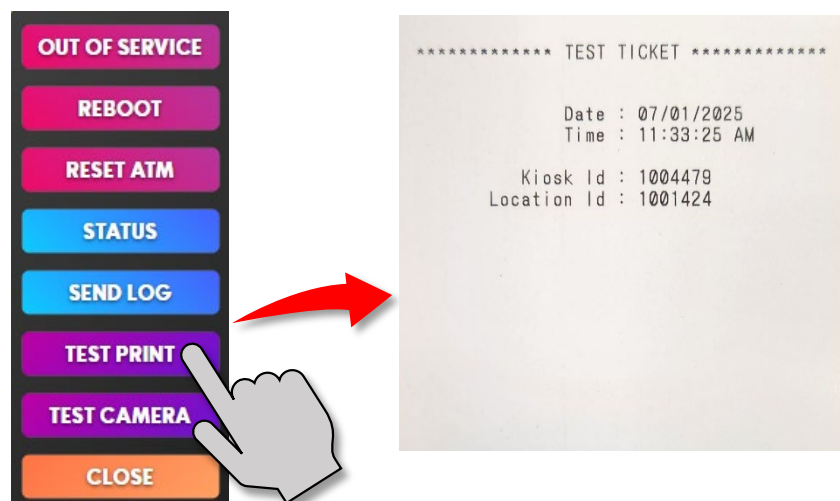 OUT OF SERVICE
REBOOT
RESET ATM
STATUS
SEND LOG
TEST PRINT
TEST CAMERA
CLOSE
************* TEST TICKET *************
Date : 07/01/2025
Time : 11:33:25 AM
Kiosk Id : 1004479
Location Id : 1001424